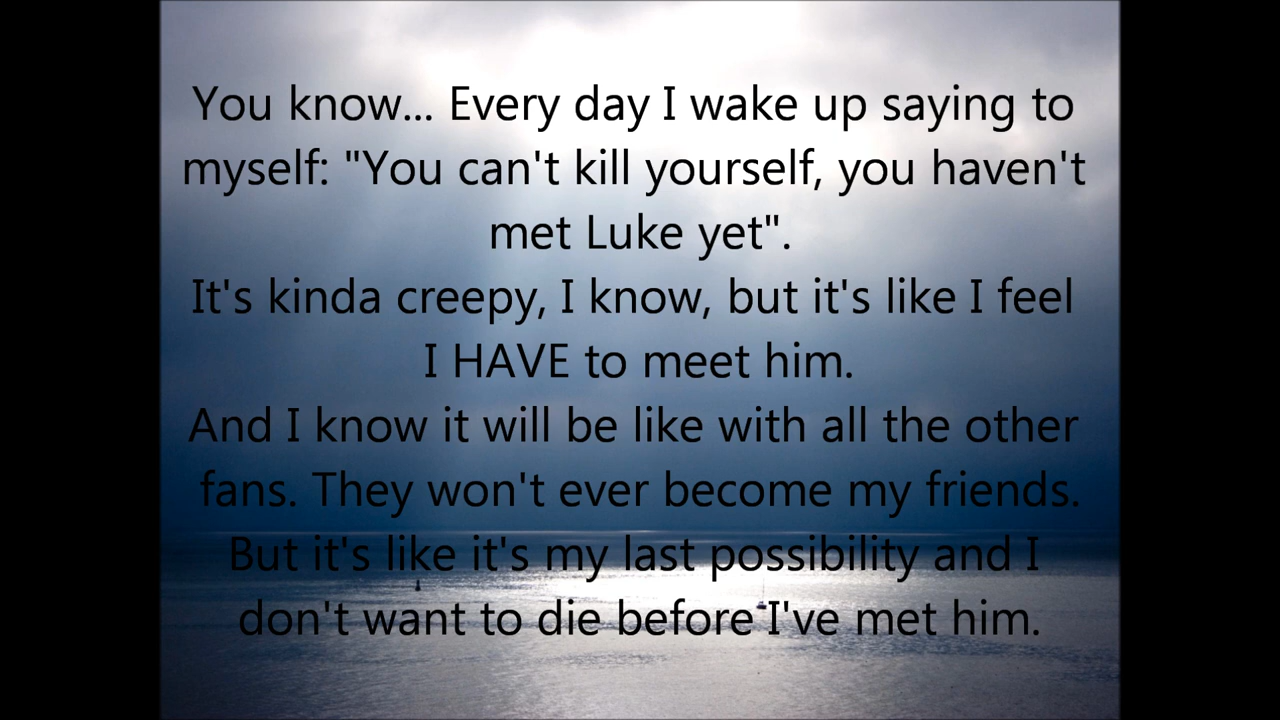 You know... Every day I wake up saying to
myself: "You can't kill yourself, you haven't
met Luke yet".
It's kinda creepy, I know, but it's like I feel
I HAVE to meet him.
And I know it will be like with all the other
fans. They won't ever become my friends.
But it's like it's my last possibility and I
don't want to die before I've met him.